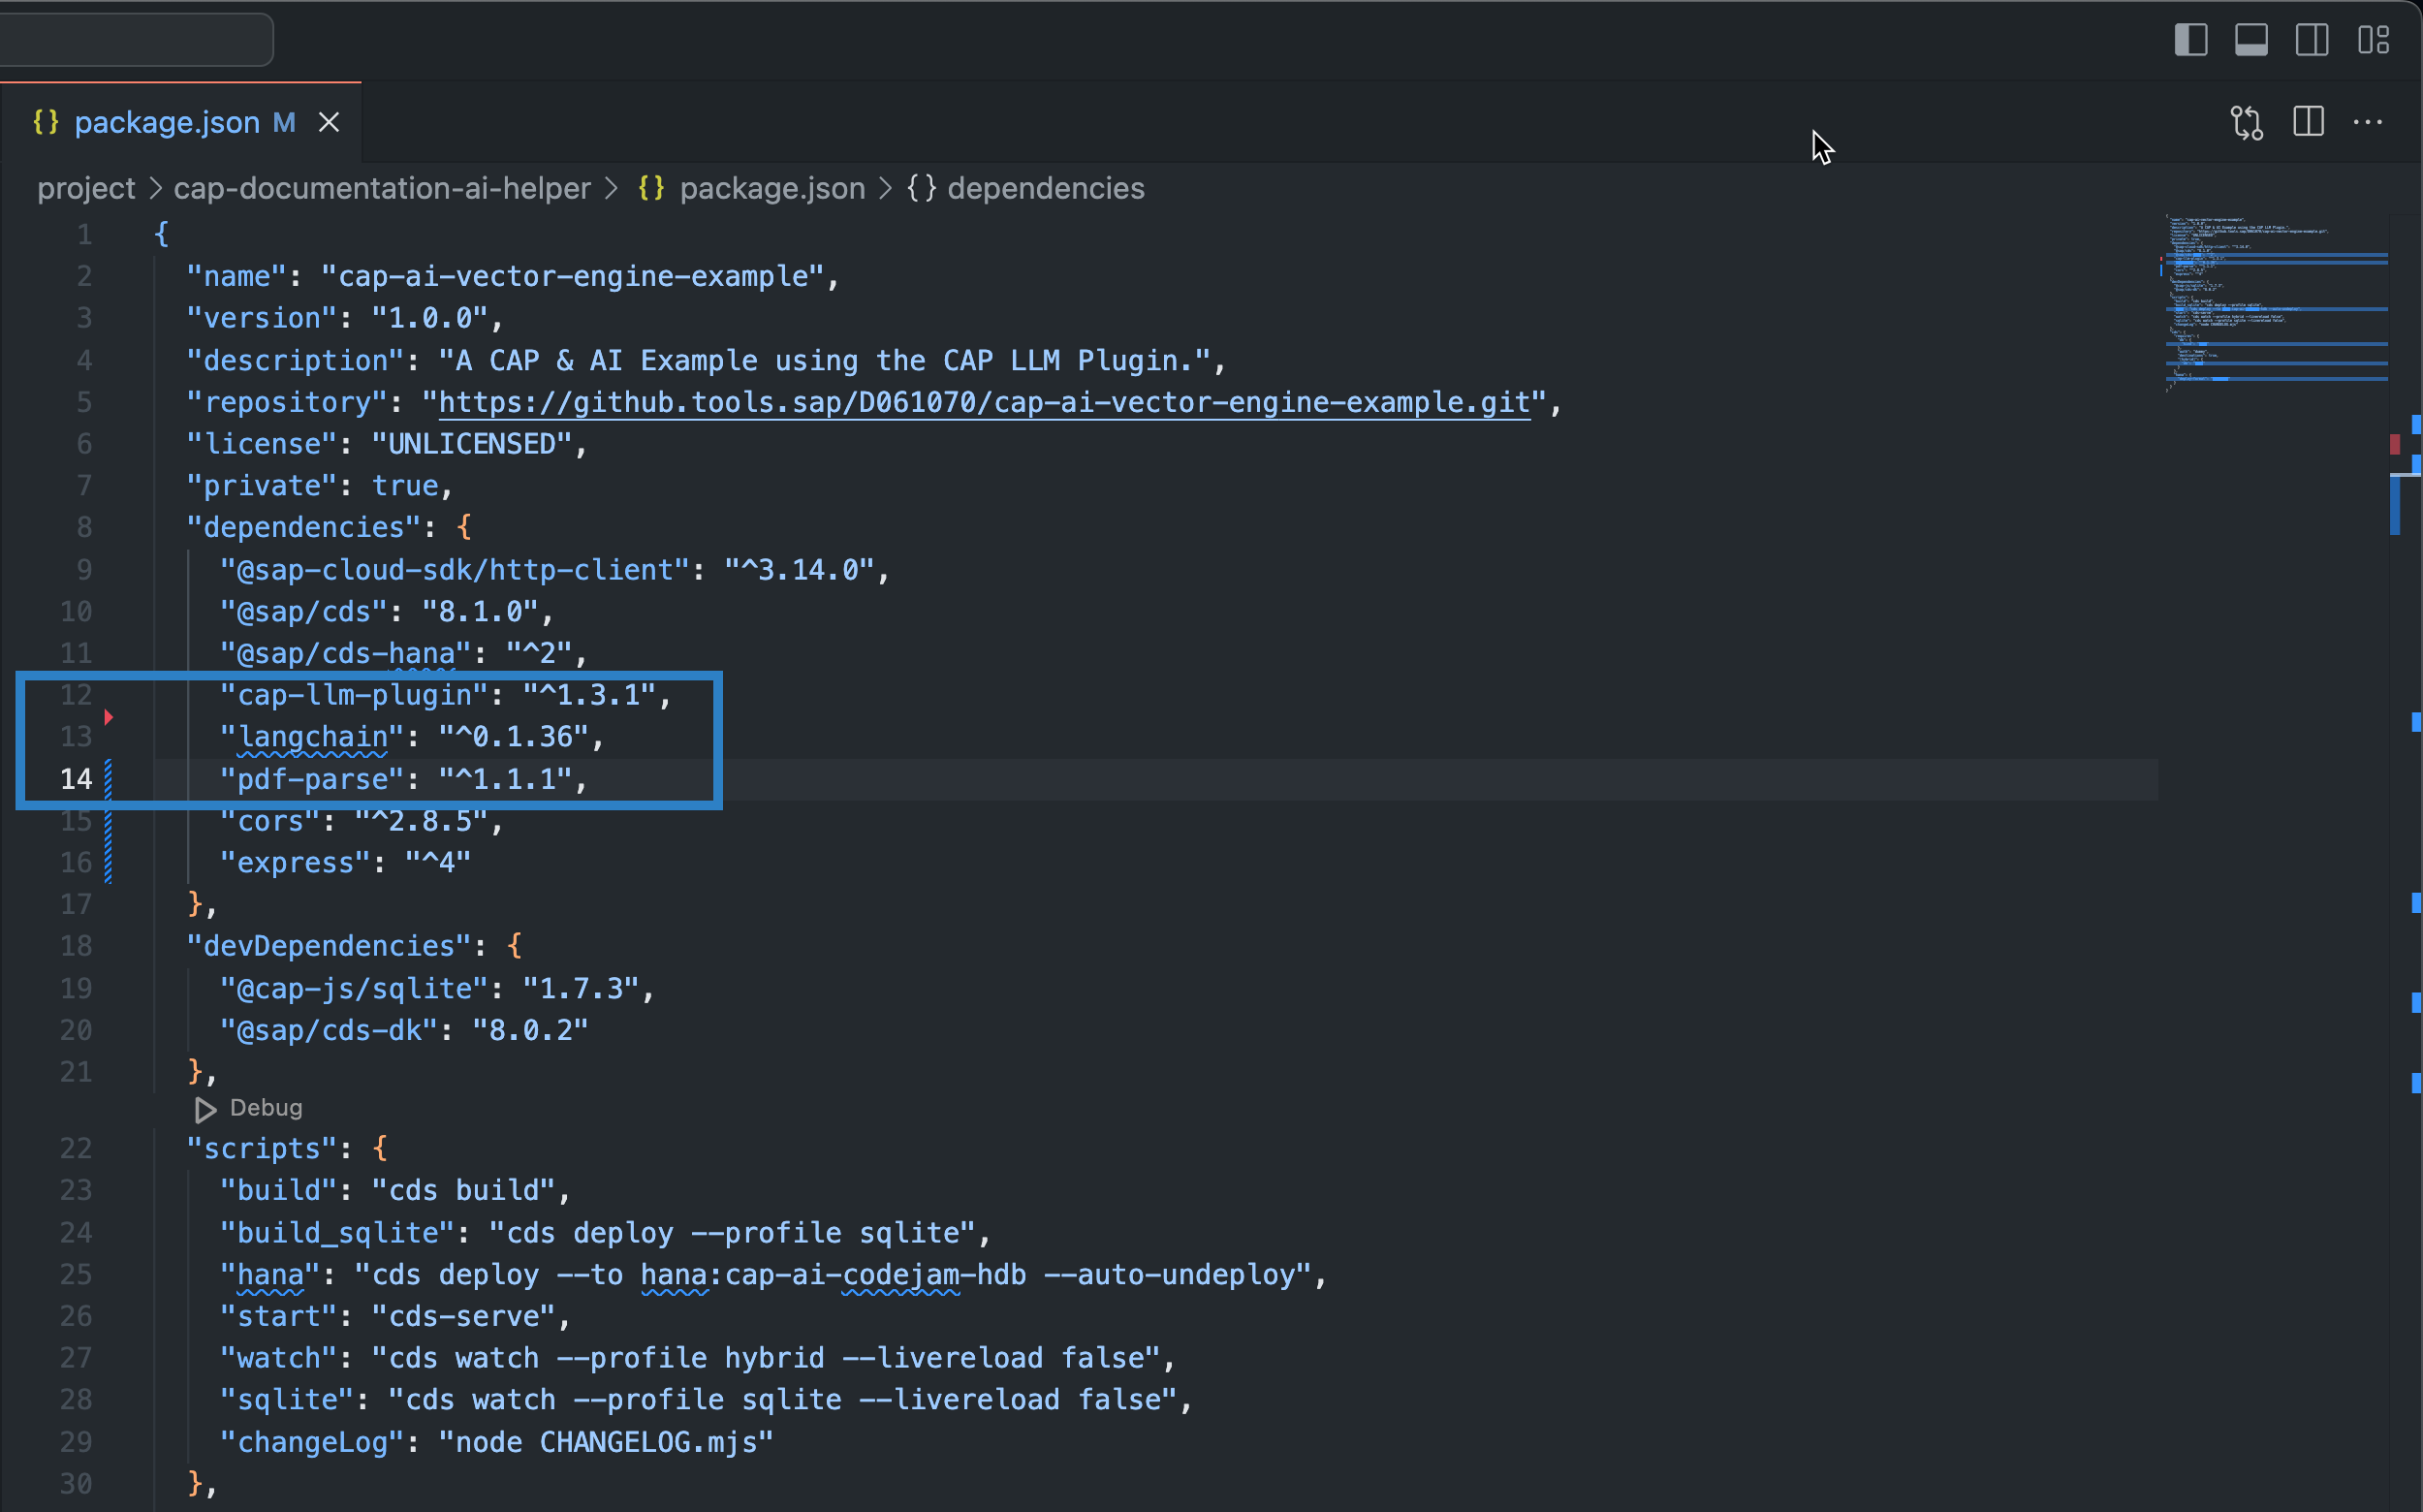 package.json M
project > cap-documentation-ai-helper > {} package.json > {} dependencies
1 {
2 "name": "cap-ai-vector-engine-example",
3 "version": "1.0.0",
4 "description": "A CAP & AI Example using the CAP LLM Plugin.",
5 "repository": "https://github.tools.sap/D061070/cap-ai-vector-engine-example.git",
6 "license": "UNLICENSED",
7 "private": true,
8 "dependencies": {
9 "@sap-cloud-sdk/http-client": "^3.14.0",
10 "@sap/cds": "8.1.0",
11 "@sap/cds-hana": "^2",
12 "cap-llm-plugin": "^1.3.1",
13 "langchain": "^0.1.36",
14 "pdf-parse": "^1.1.1",
15 "cors": "^2.8.5",
16 "express": "^4"
17 },
18 "devDependencies": {
19 "@cap-js/sqlite": "1.7.3",
20 "@sap/cds-dk": "8.0.2"
21 },
Debug
22 "scripts": {
23 "build": "cds build",
24 "build_sqlite": "cds deploy --profile sqlite",
25 "hana": "cds deploy --to hana:cap-ai-codejam-hdb --auto-undeploy",
26 "start": "cds-serve",
27 "watch": "cds watch --profile hybrid --livereload false",
28 "sqlite": "cds watch --profile sqlite --livereload false",
29 "changeLog": "node CHANGELOG.mjs"
30 },